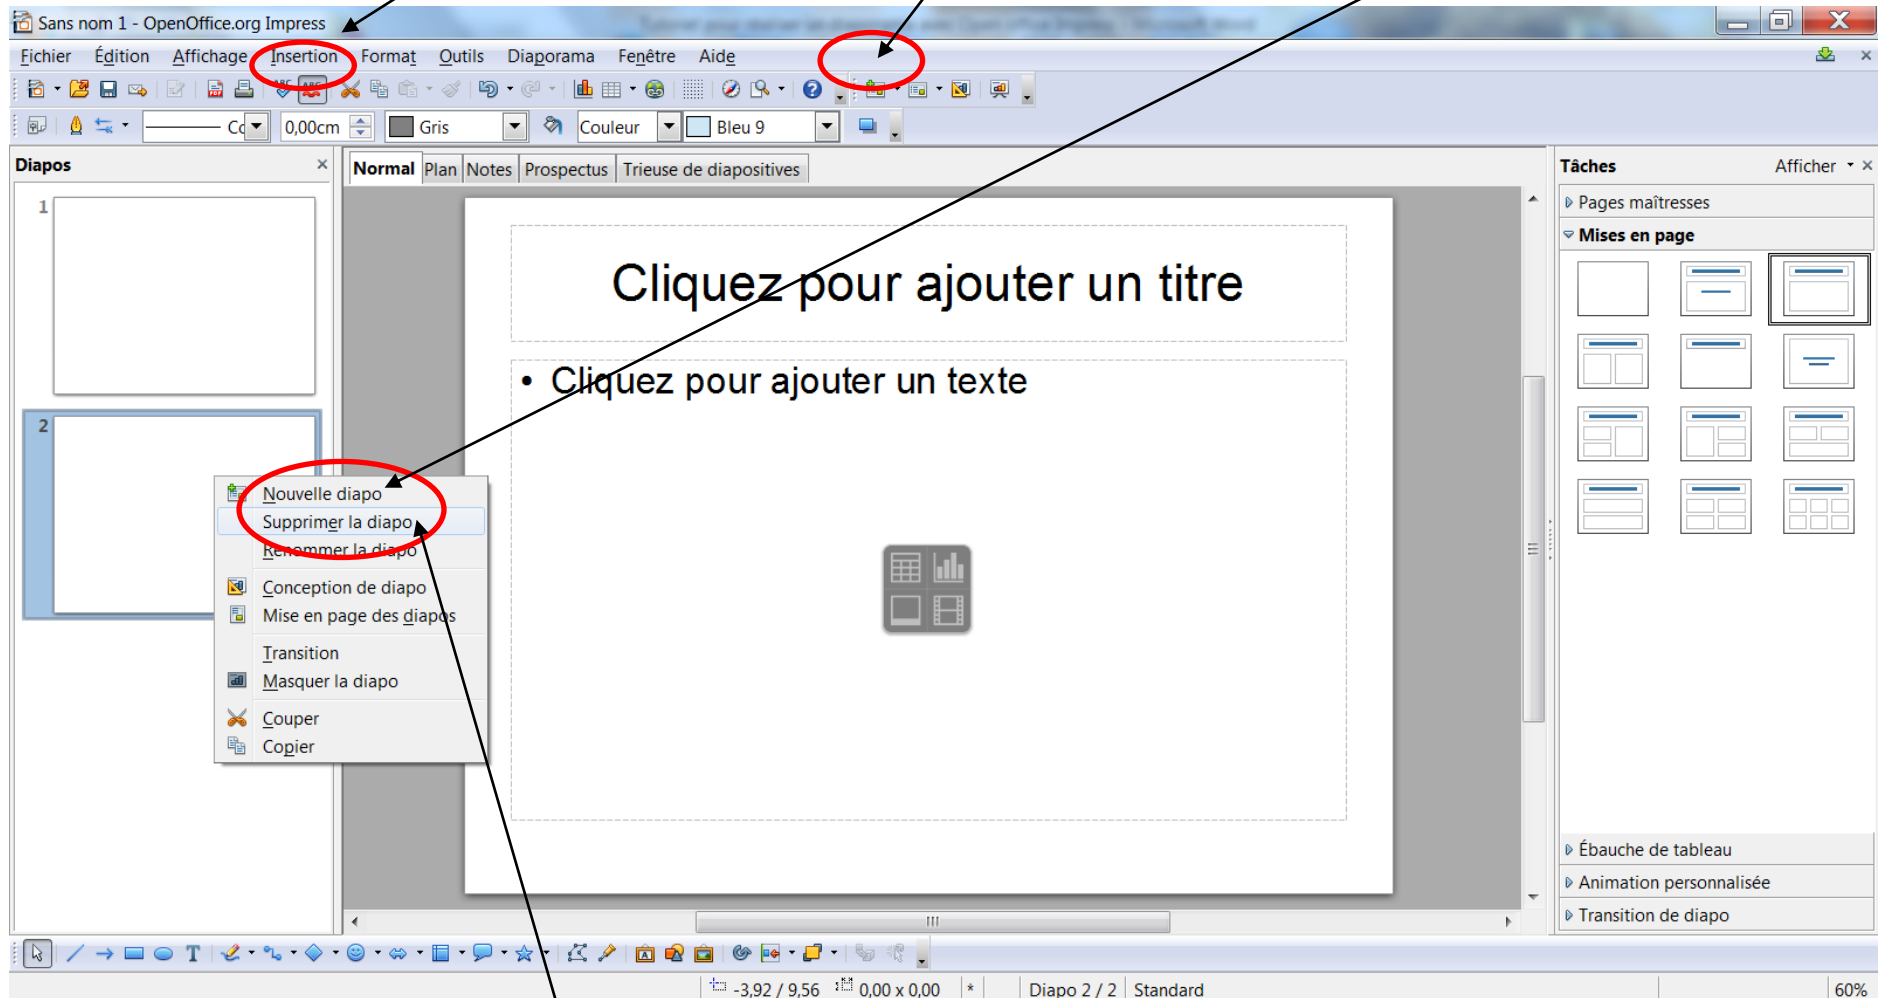 Sans nom 1 - OpenOffice.org Impress
Fichier Édition Affichage Insertion Format Outils Diaporama Fenêtre Aide
0,00cm Gris Couleur Bleu 9
Diapos
Normal Plan Notes Prospectus Trieuse de diapositives
Tâches Afficher
1
Pages maîtresses
Mises en page
Cliquez pour ajouter un titre
• Cliquez pour ajouter un texte
2
Nouvelle diapo
Supprimer la diapo
Renommer la diapo
Conception de diapo
Mise en page des diapos
Transition
Masquer la diapo
Couper
Copier
Ébauche de tableau
Animation personnalisée
Transition de diapo
-3,92 / 9,56 0,00 x 0,00 * Diapo 2 / 2 Standard 60%